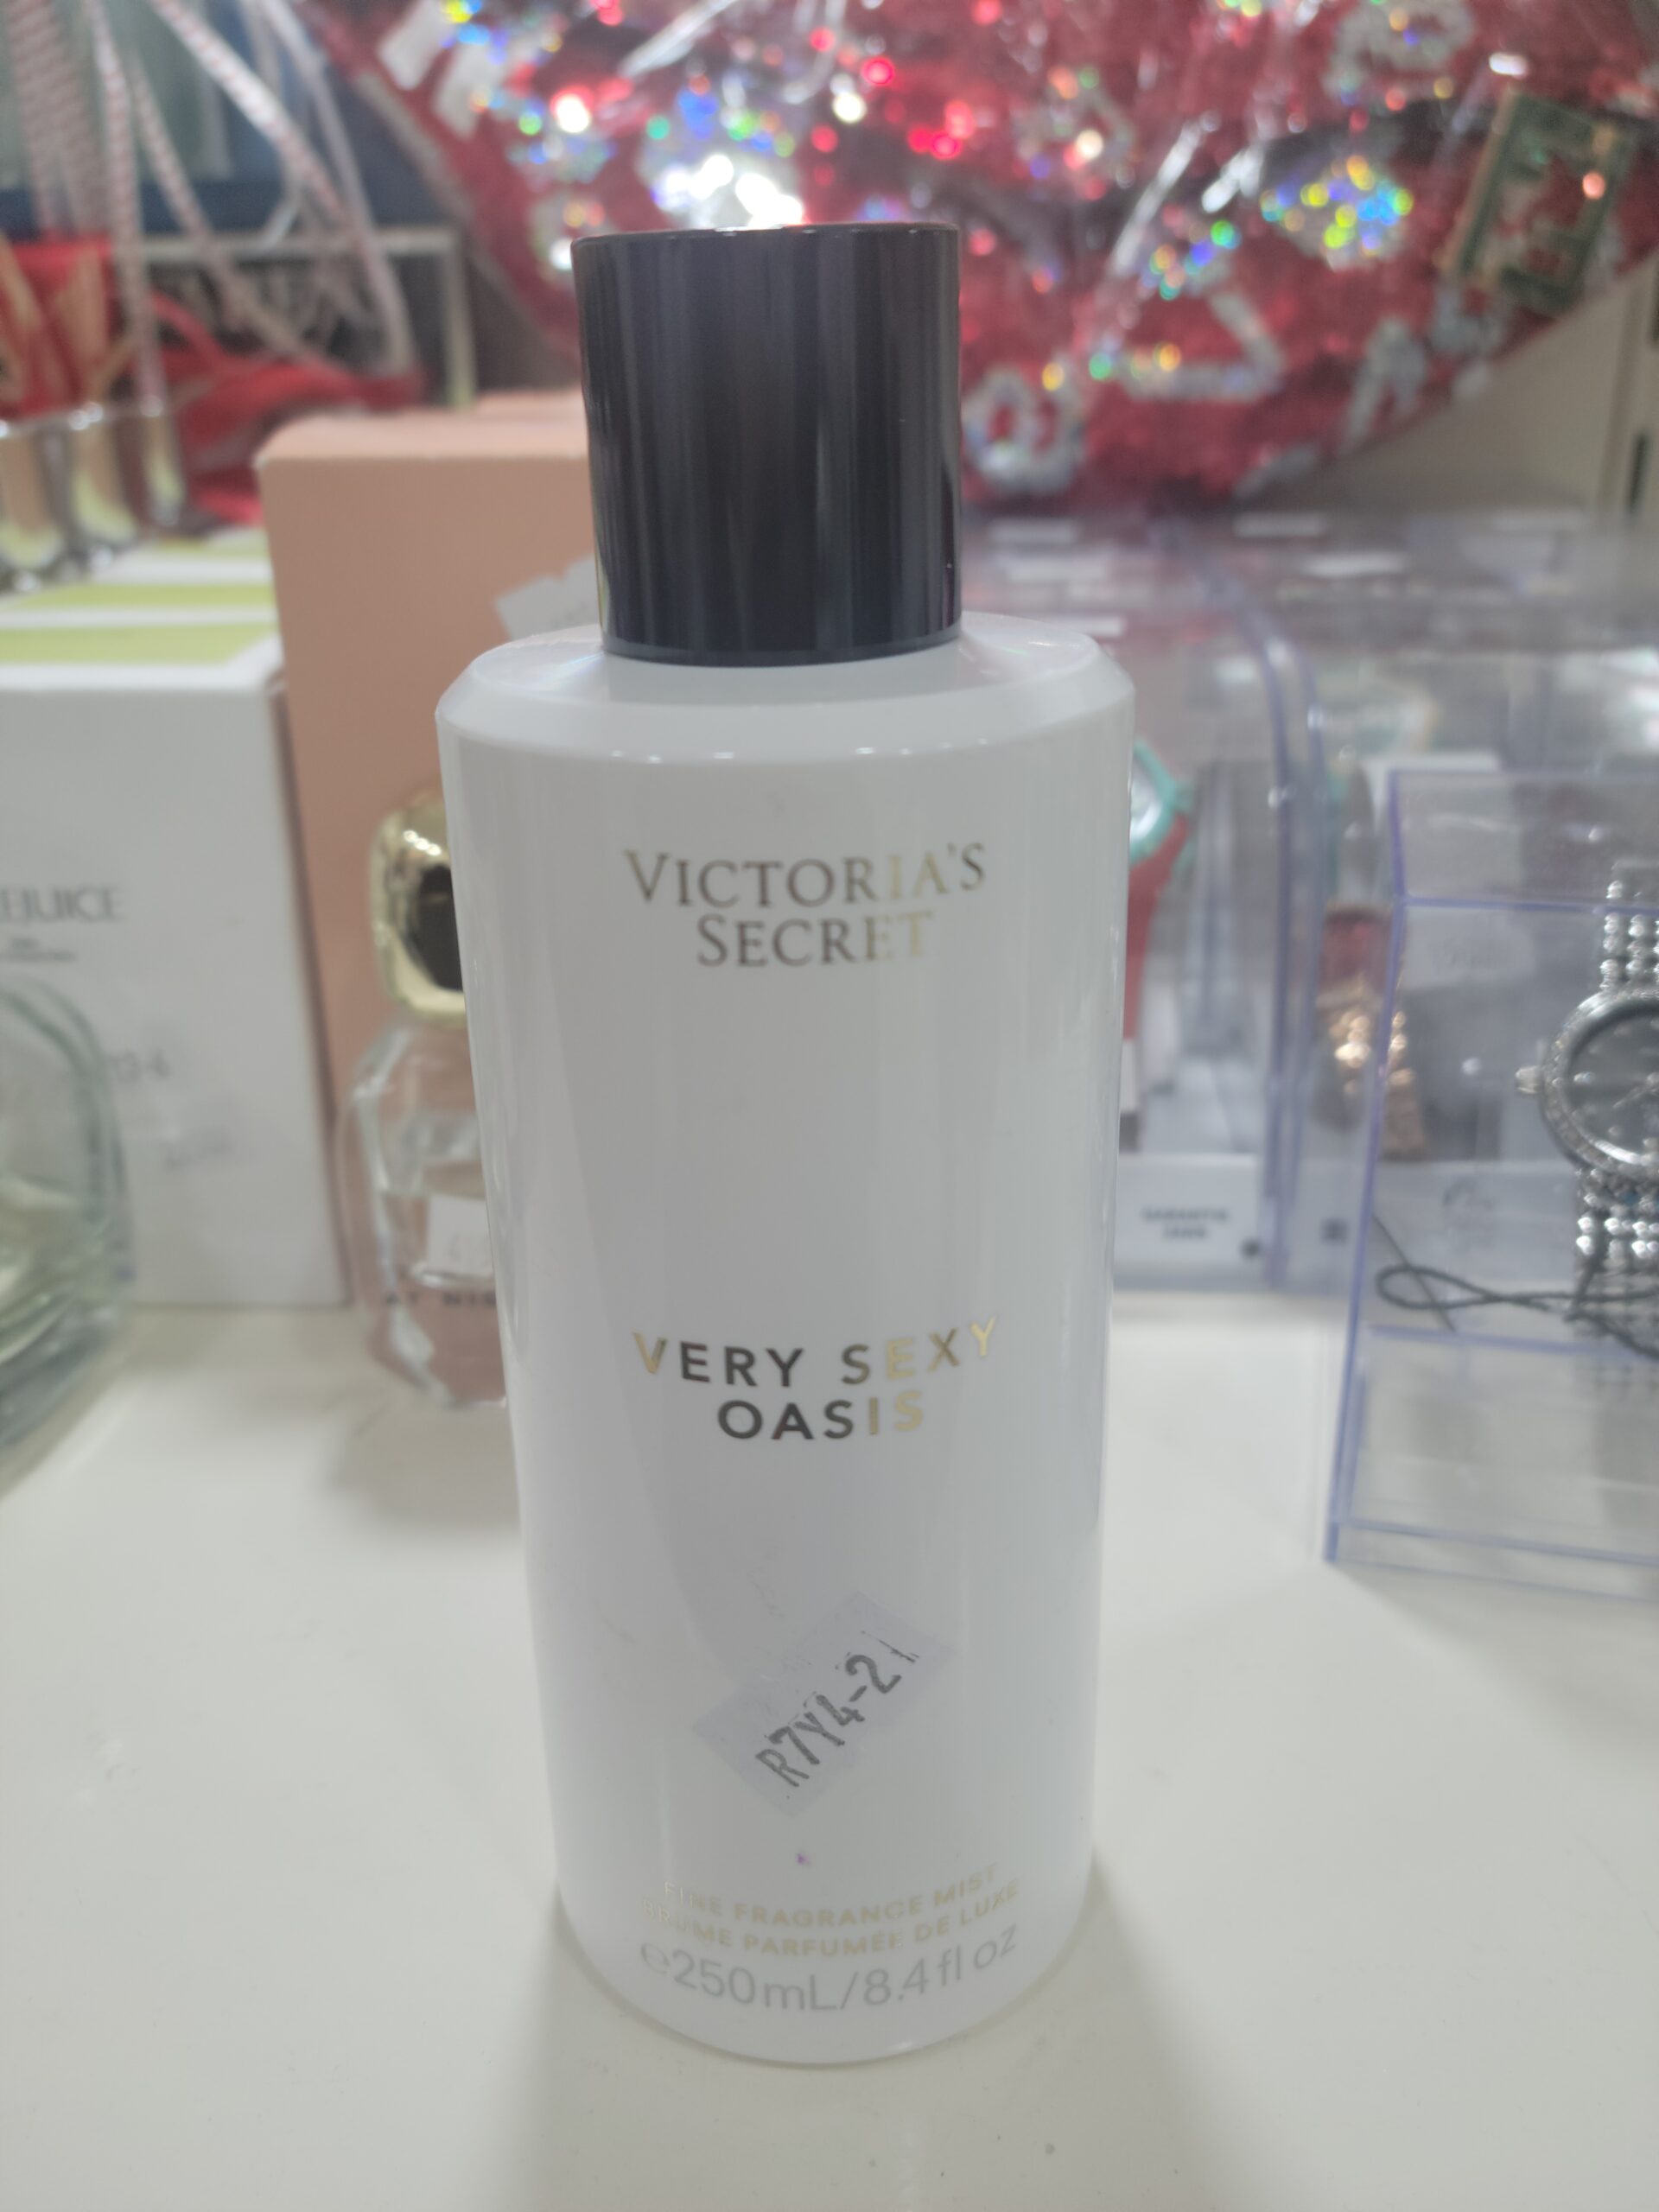 VICTORIA'S
SECRET
VERY SEXY
OASIS
R7Y4-21
FINE FRAGRANCE MIST
BRUME PARFUMÉE DE LUXE
℮250mL/8.4 fl oz